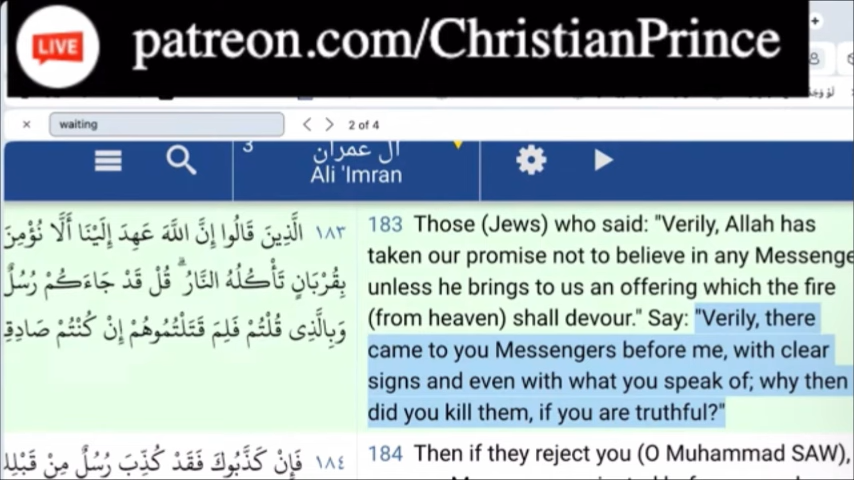 LIVE
patreon.com/ChristianPrince
waiting
2 of 4
3
آل عمران
Ali 'Imran
١٨٣ الَّذِينَ قَالُوا إِنَّ اللَّهَ عَهِدَ إِلَيْنَا أَلَّا نُؤْمِنَ
بِقُرْبَانٍ تَأْكُلُهُ النَّارُ ۗ قُلْ قَدْ جَاءَكُمْ رُسُلٌ
وَبِالَّذِى قُلْتُمْ فَلِمَ قَتَلْتُمُوهُمْ إِنْ كُنْتُمْ
183 Those (Jews) who said: "Verily, Allah has
taken our promise not to believe in any Messenge
unless he brings to us an offering which the fire
(from heaven) shall devour." Say: "Verily, there
came to you Messengers before me, with clear
signs and even with what you speak of; why then
did you kill them, if you are truthful?"
١٨٤ فَإِنْ كَذَّبُوكَ فَقَدْ كُذِّبَ رُسُلٌ مِنْ
184 Then if they reject you (O Muhammad SAW),